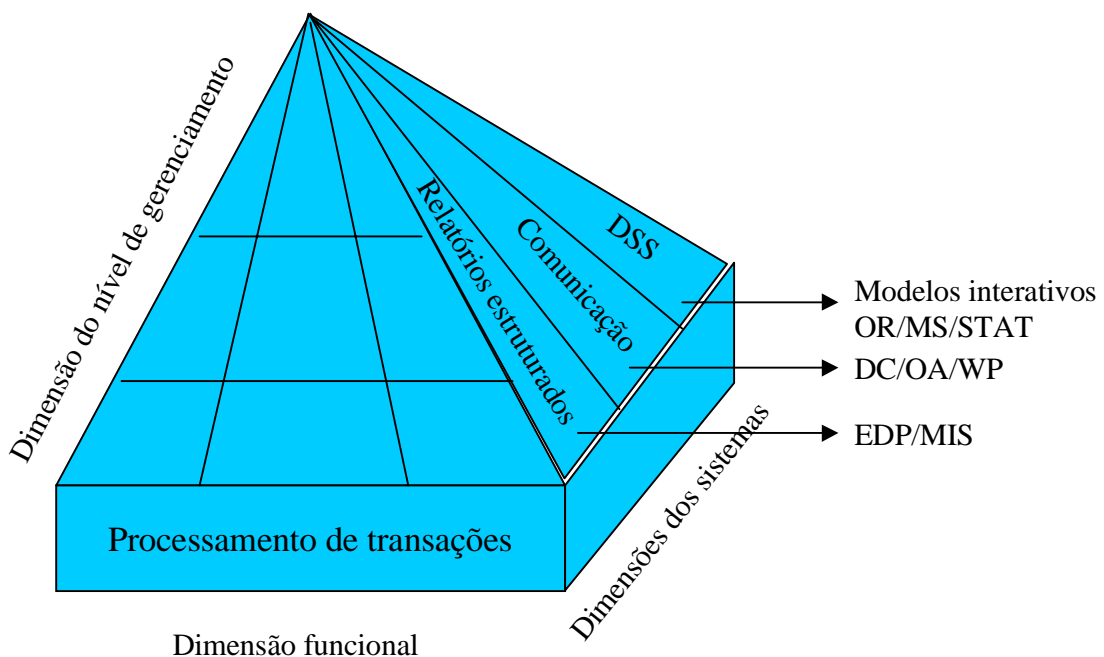 Dimensão do nível de gerenciamento
Relatórios estruturados
Comunicação
DSS
Modelos interativos
OR/MS/STAT
DC/OA/WP
EDP/MIS
Processamento de transações
Dimensões dos sistemas
Dimensão funcional